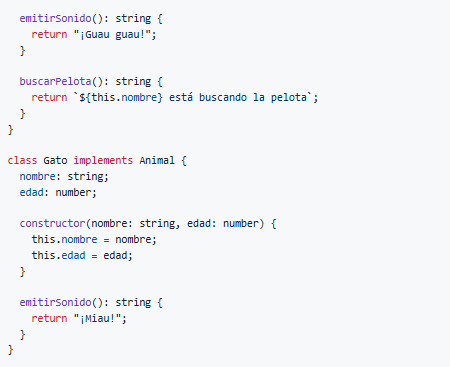 emitirSonido(): string {
return "¡Guau guau!";
}
buscarPelota(): string {
return `${this.nombre} está buscando la pelota`;
}
}
class Gato implements Animal {
nombre: string;
edad: number;
constructor(nombre: string, edad: number) {
this.nombre = nombre;
this.edad = edad;
}
emitirSonido(): string {
return "¡Miau!";
}
}